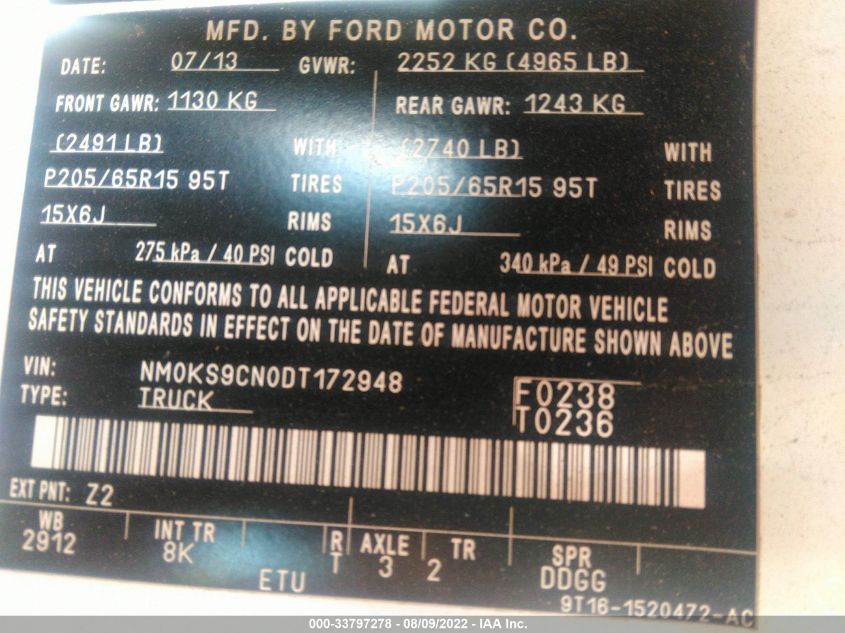 MFD. BY FORD MOTOR CO.
DATE: 07/13 GVWR: 2252 KG (4965 LB)
FRONT GAWR: 1130 KG REAR GAWR: 1243 KG
(2491 LB) WITH (2740 LB) WITH
P205/65R15 95T TIRES P205/65R15 95T TIRES
15X6J RIMS 15X6J RIMS
AT 275 kPa / 40 PSI COLD AT 340 kPa / 49 PSI COLD
THIS VEHICLE CONFORMS TO ALL APPLICABLE FEDERAL MOTOR VEHICLE
SAFETY STANDARDS IN EFFECT ON THE DATE OF MANUFACTURE SHOWN ABOVE
VIN: NM0KS9CN0DT172948
TYPE: TRUCK F0238
T0236
EXT PNT: Z2
WB INT TR R AXLE TR SPR
2912 8K T 3 2 DDGG
ETU
9T16-1520472-AC
000-33797278 - 08/09/2022 - IAA Inc.